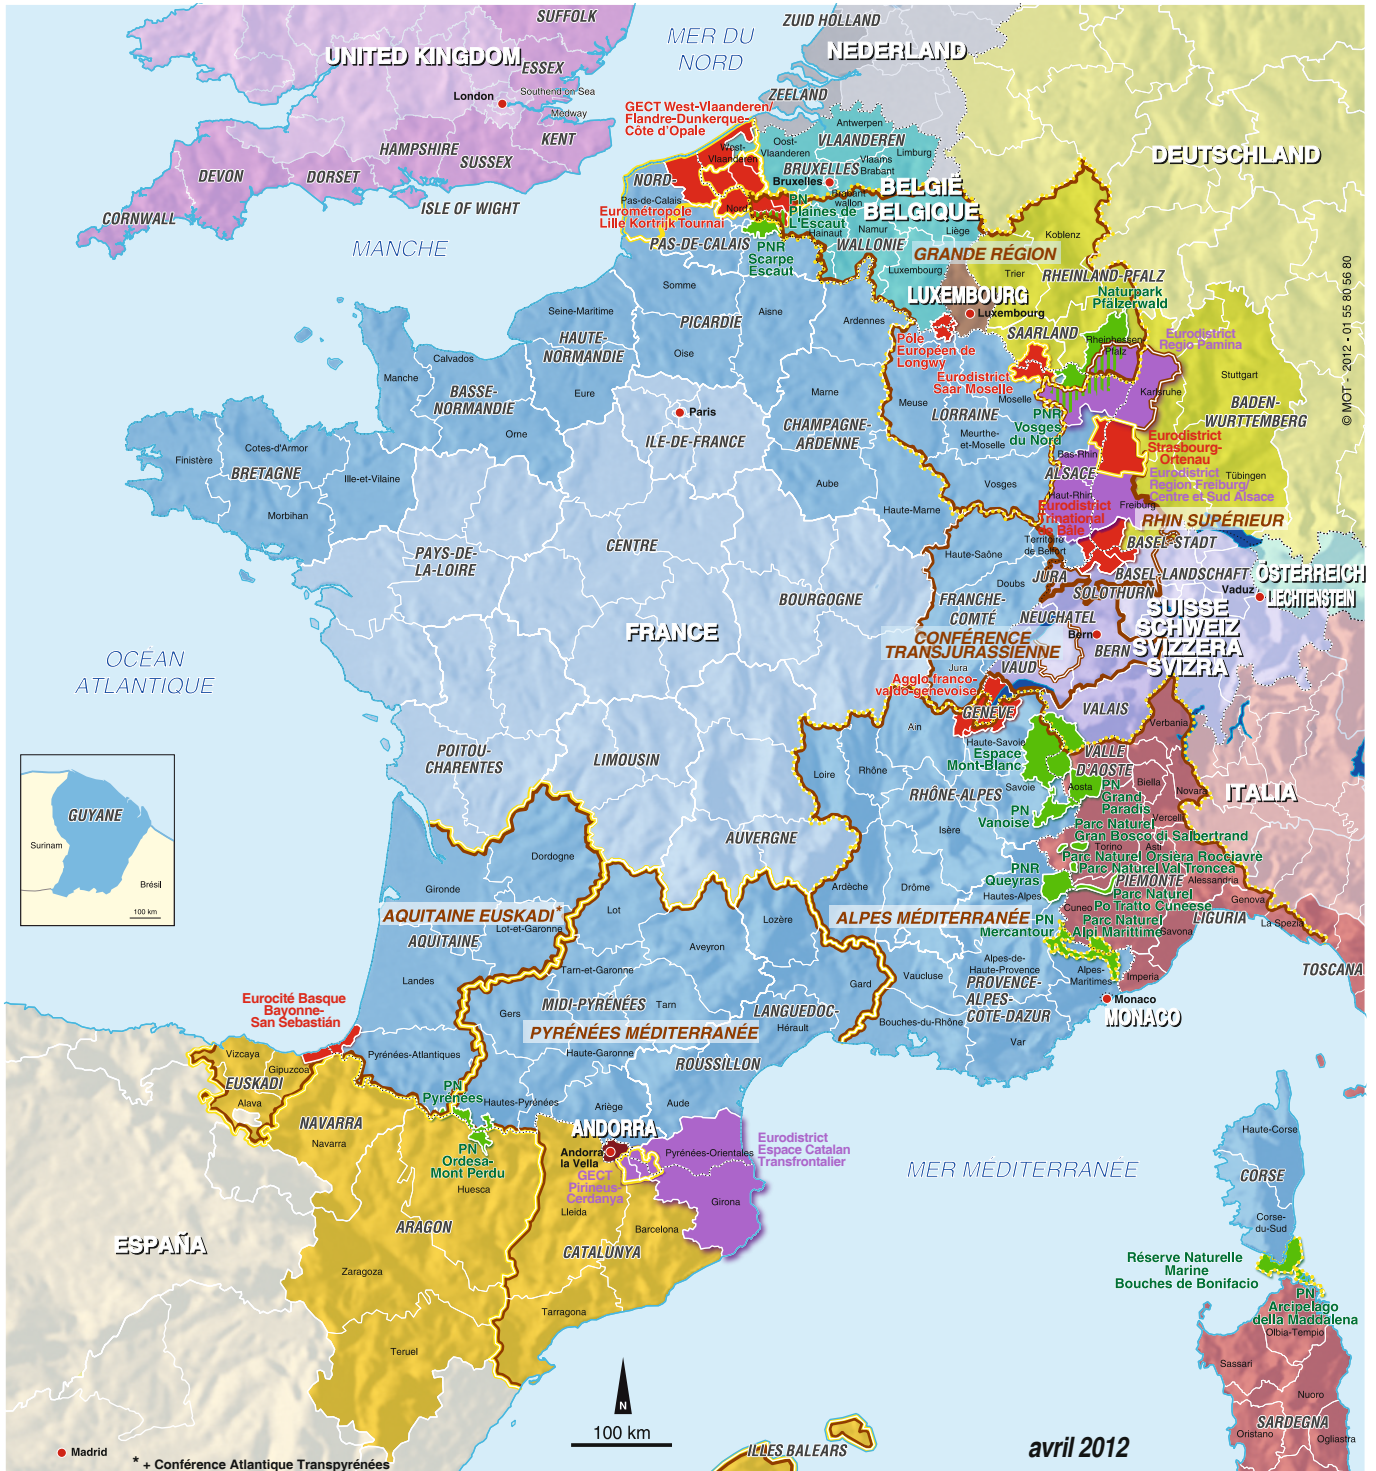 SUFFOLK
ZUID HOLLAND
MER DU
NORD
NEDERLAND
UNITED KINGDOM
ESSEX
Southend on Sea
London
Medway
KENT
HAMPSHIRE
SUSSEX
DEVON
DORSET
ISLE OF WIGHT
CORNWALL
MANCHE
ZEELAND
GECT West-Vlaanderen/
Flandre-Dunkerque-
Côte d'Opale
Antwerpen
VLAANDEREN
Oost-
Vlaanderen
West-
Vlaanderen
Limburg
Vlaams
Brabant
BRUXELLES
Bruxelles
DEUTSCHLAND
BELGIË
BELGIQUE
Brabant
wallon
NORD-
Pas-de-Calais
Nord
PN
Plaines de
L'Escaut
Eurométropole
Lille Kortrijk Tournai
Hainaut
Namur
Liège
WALLONIE
PAS-DE-CALAIS
PNR
Scarpe
Escaut
Koblenz
GRANDE RÉGION
Luxembourg
Trier
RHEINLAND-PFALZ
LUXEMBOURG
Luxembourg
Naturpark
Pfälzerwald
SAARLAND
Rheinhessen
Pfalz
Eurodistrict
Regio Pamina
Pôle
Européen de
Longwy
Eurodistrict
Saar Moselle
Stuttgart
Karlsruhe
BADEN-
WURTTEMBERG
© MOT - 2012 - 01 55 80 56 80
Somme
Seine-Maritime
PICARDIE
Aisne
Ardennes
HAUTE-
NORMANDIE
Oise
Calvados
Manche
Eure
BASSE-
NORMANDIE
Orne
Marne
Meuse
Moselle
LORRAINE
PNR
Vosges
du Nord
Meurthe-
et-Moselle
Paris
ILE-DE-FRANCE
CHAMPAGNE-
ARDENNE
Eurodistrict
Strasbourg-
Ortenau
Bas-Rhin
ALSACE
Eurodistrict
Region Freiburg/
Centre et Sud Alsace
Tübingen
Cotes-d'Armor
Finistère
BRETAGNE
Ille-et-Vilaine
Morbihan
Aube
Vosges
Haut-Rhin
Freiburg
Haute-Marne
Eurodistrict
Trinational
de Bâle
RHIN SUPÉRIEUR
BASEL-STADT
Territoire
de Belfort
Haute-Saône
PAYS-DE-
LA-LOIRE
CENTRE
Doubs
JURA
BASEL-LANDSCHAFT
ÖSTERREICH
SOLOTHURN
Vaduz
LIECHTENSTEIN
BOURGOGNE
FRANCHE-
COMTÉ
NEUCHATEL
SUISSE
SCHWEIZ
SVIZZERA
SVIZRA
FRANCE
CONFÉRENCE
TRANSJURASSIENNE
Bern
BERN
OCÉAN
ATLANTIQUE
Jura
VAUD
Agglo franco-
valdo-genevoise
GENÈVE
VALAIS
Ain
Verbania
POITOU-
CHARENTES
LIMOUSIN
Haute-Savoie
Espace
Mont-Blanc
VALLE
D'AOSTE
Loire
Rhône
RHÔNE-ALPES
Savoie
Aosta
Biella
Novara
PN
Grand
Paradis
ITALIA
PN
Vanoise
Vercelli
GUYANE
Surinam
Brésil
100 km
AUVERGNE
Isère
Parc Naturel
Gran Bosco di Salbertrand
Torino
Asti
Parc Naturel Orsiera Rocciavrè
Parc Naturel Val Troncea
Dordogne
Gironde
Ardèche
Drôme
PNR
Queyras
Hautes-Alpes
PIEMONTE
Alessandria
Parc Naturel
Po Tratto Cuneese
Cuneo
Genova
Lot
Lozère
AQUITAINE EUSKADI*
Lot-et-Garonne
AQUITAINE
ALPES MÉDITERRANÉE
PN
Mercantour
Parc Naturel
Alpi Marittime
Savona
LIGURIA
La Spezia
Aveyron
Landes
Tarn-et-Garonne
Gard
Vaucluse
Alpes-de-
Haute-Provence
Alpes-
Maritimes
Imperia
TOSCANA
Eurocité Basque
Bayonne-
San Sebastián
Gers
MIDI-PYRÉNÉES
Tarn
LANGUEDOC-
Hérault
PROVENCE-
ALPES-
CÔTE-DAZUR
Bouches-du-Rhône
Var
Monaco
MONACO
PYRÉNÉES MÉDITERRANÉE
Vizcaya
Gipuzcoa
EUSKADI
Alava
Pyrénées-Atlantiques
Haute-Garonne
ROUSSILLON
PN
Pyrénées
Hautes-Pyrénées
Ariège
Aude
NAVARRA
Navarra
ANDORRA
Andorra
la Vella
Pyrénées-Orientales
Eurodistrict
Espace Catalan
Transfrontalier
MER MÉDITERRANÉE
PN
Ordesa-
Mont Perdu
Huesca
GECT
Pirineus-
Cerdanya
Lleida
Girona
Barcelona
Haute-Corse
CORSE
Corse-
du-Sud
ARAGON
CATALUNYA
ESPAÑA
Zaragoza
Tarragona
Réserve Naturelle
Marine
Bouches de Bonifacio
PN
Arcipelago
della Maddalena
Olbia-Tempio
Teruel
Sassari
Nuoro
SARDEGNA
Oristano
Ogliastra
N
100 km
ILLES BALEARS
avril 2012
Madrid
* + Conférence Atlantique Transpyrénées